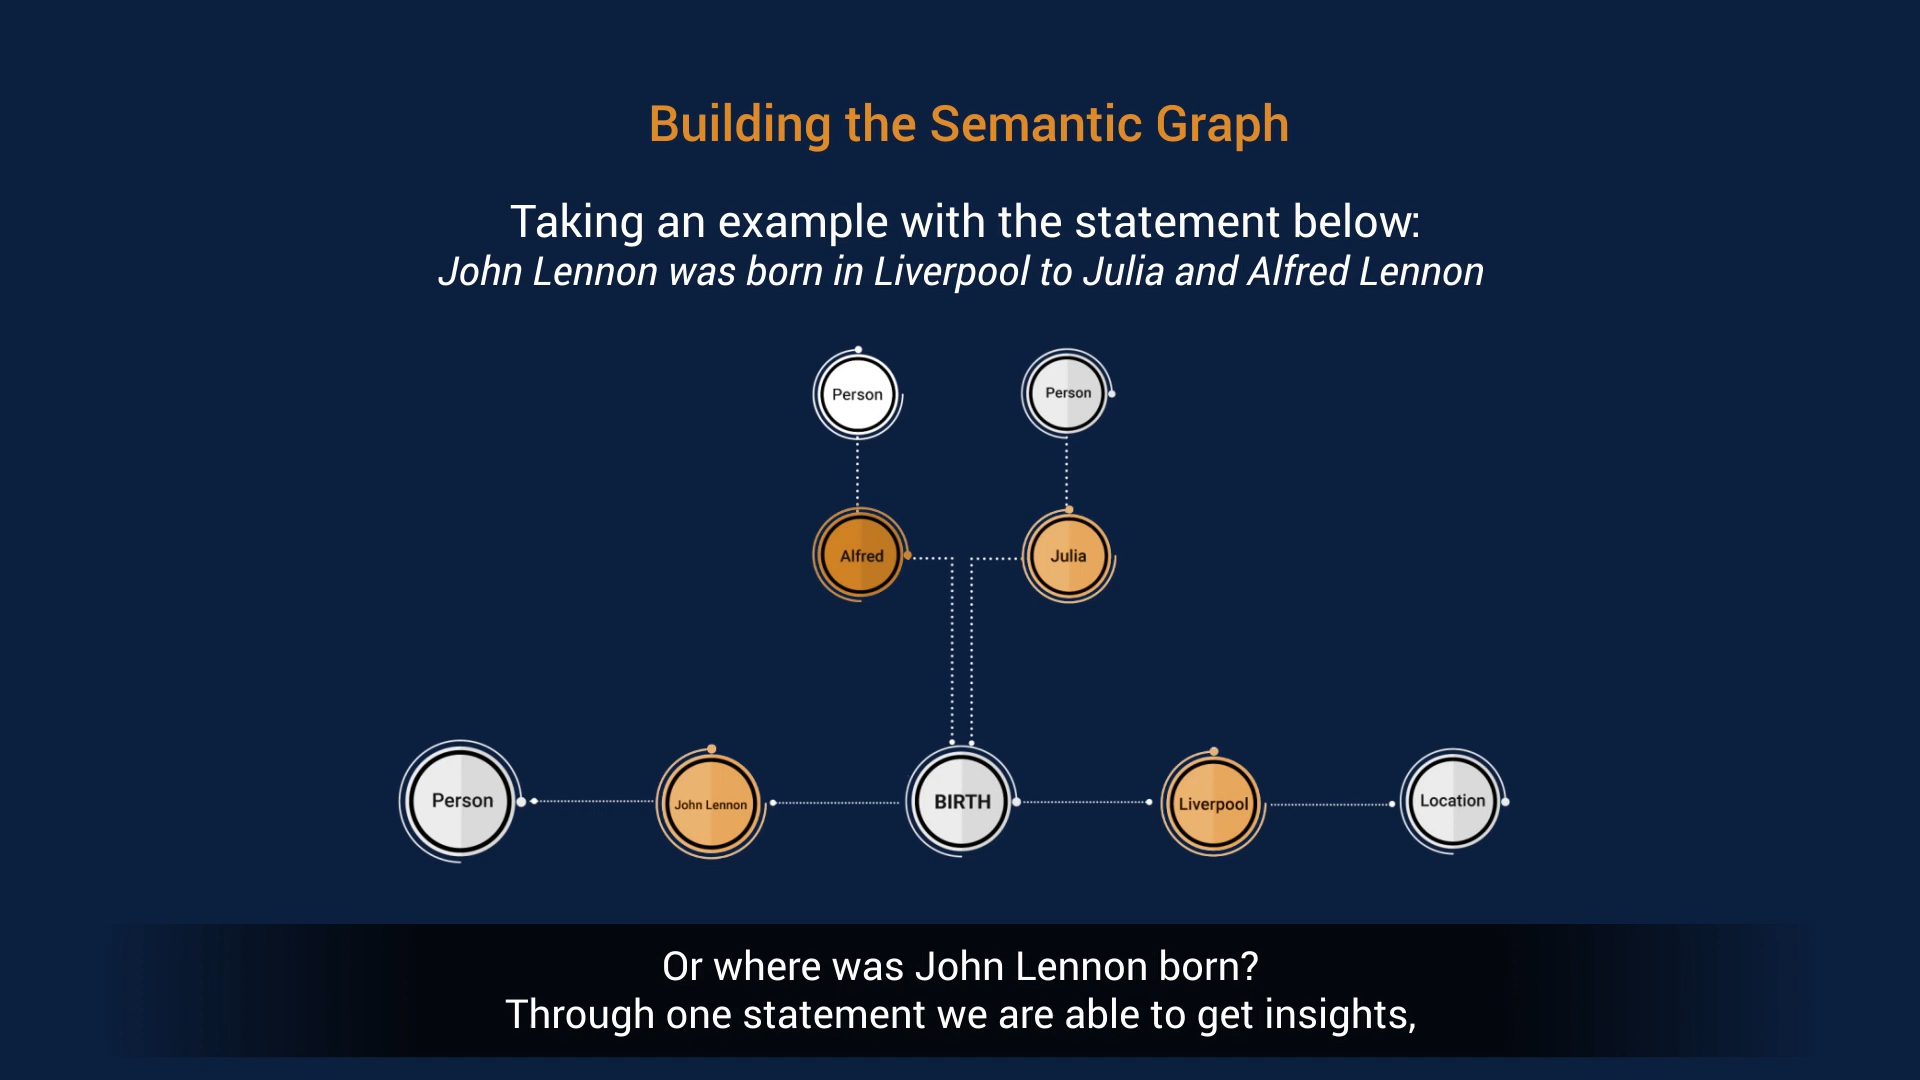 Building the Semantic Graph
Taking an example with the statement below:
John Lennon was born in Liverpool to Julia and Alfred Lennon
Person
Person
Alfred
Julia
Person
John Lennon
BIRTH
Liverpool
Location
Or where was John Lennon born?
Through one statement we are able to get insights,